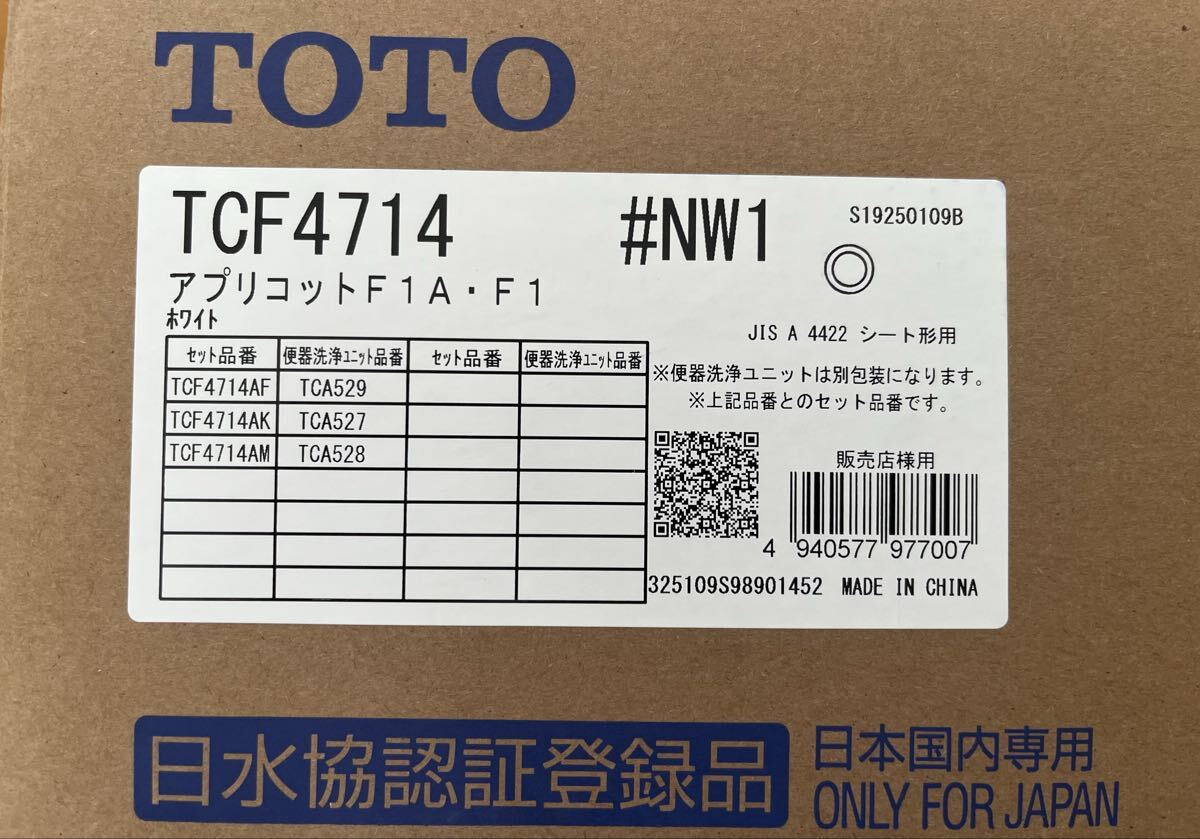 TOTO
TCF4714 #NW1 S19250109B
アプリコットF1A・F1
ホワイト
JIS A 4422 シート形用
セット品番 便器洗浄ユニット品番 セット品番 便器洗浄ユニット品番
TCF4714AF TCA529
TCF4714AK TCA527
TCF4714AM TCA528
※便器洗浄ユニットは別包装になります。
※上記品番とのセット品番です。
販売店様用
4 940577 977007
325109S98901452 MADE IN CHINA
日水協認証登録品
日本国内専用
ONLY FOR JAPAN